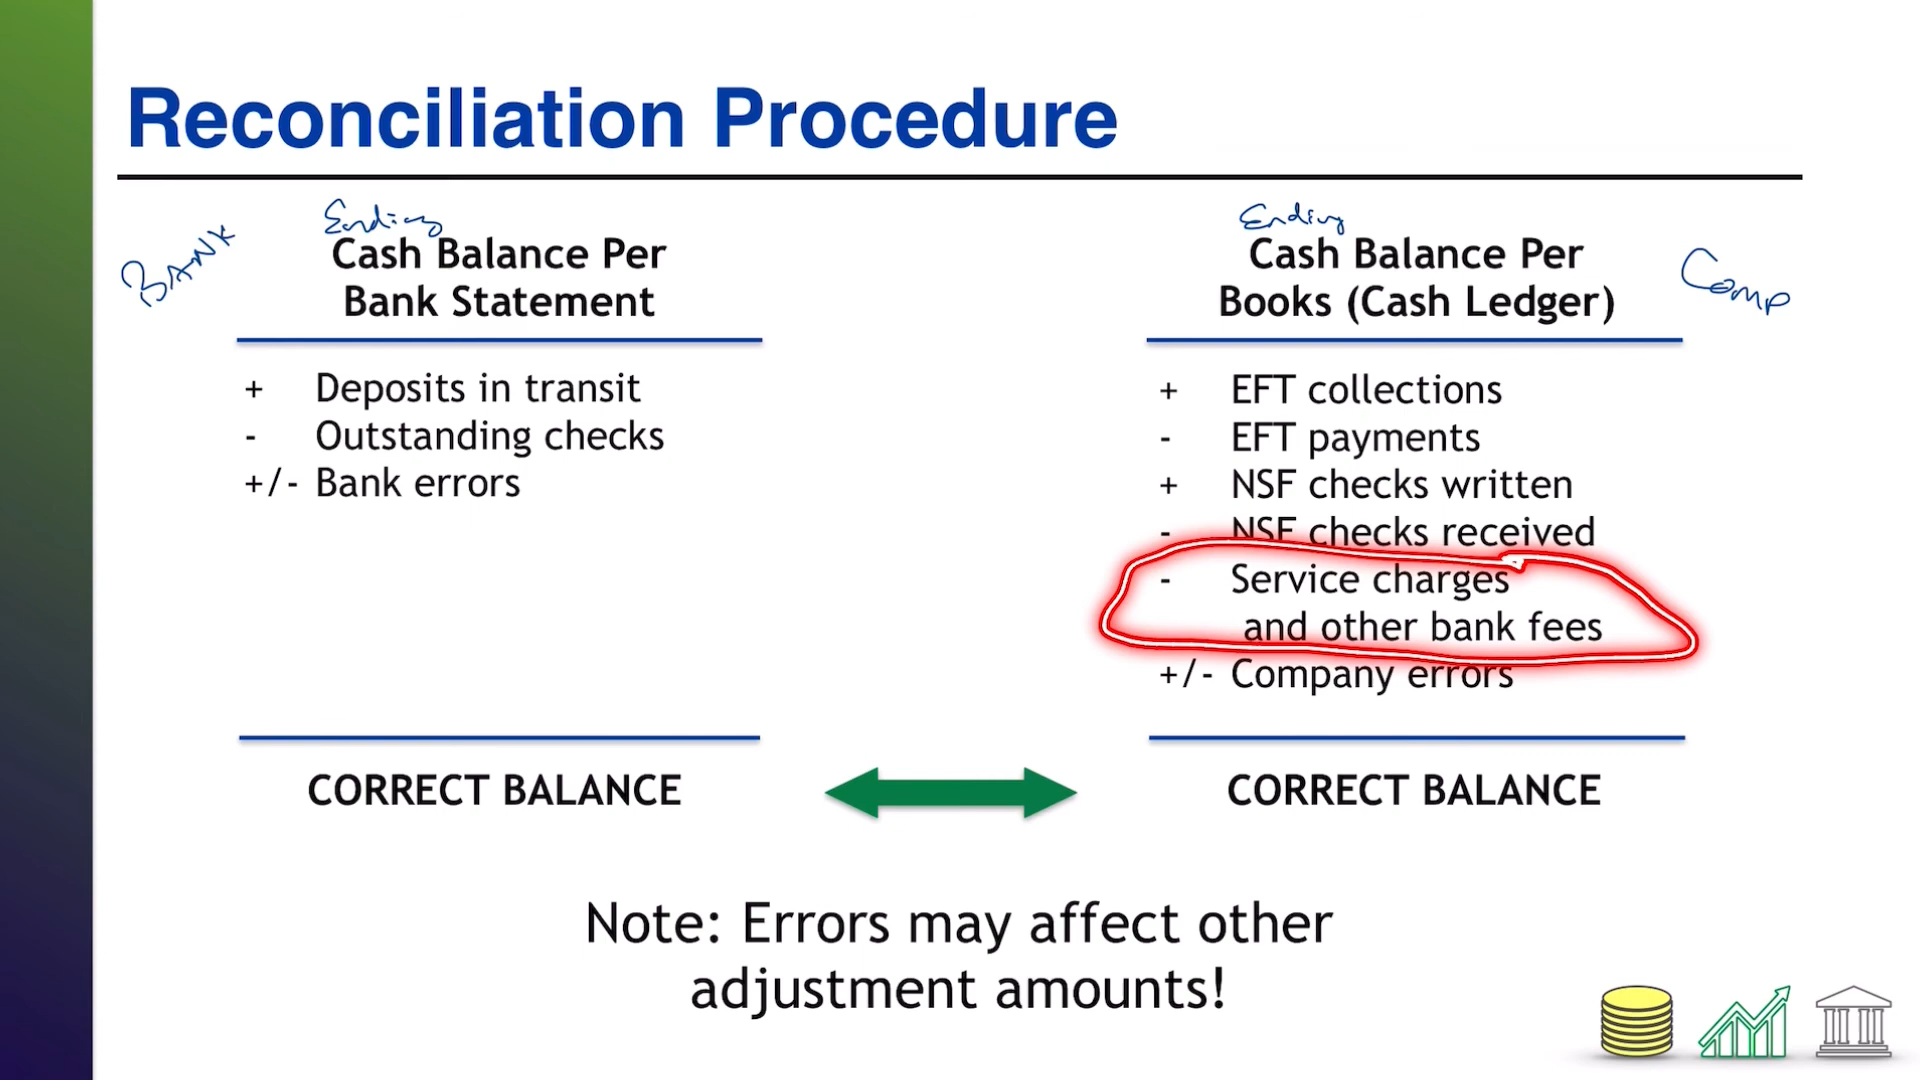 Reconciliation Procedure
BANK
Ending
Cash Balance Per
Bank Statement
+ Deposits in transit
- Outstanding checks
+/- Bank errors
CORRECT BALANCE
Ending
Cash Balance Per
Books (Cash Ledger)
Comp
+ EFT collections
- EFT payments
+ NSF checks written
- NSF checks received
- Service charges
and other bank fees
+/- Company errors
CORRECT BALANCE
Note: Errors may affect other
adjustment amounts!